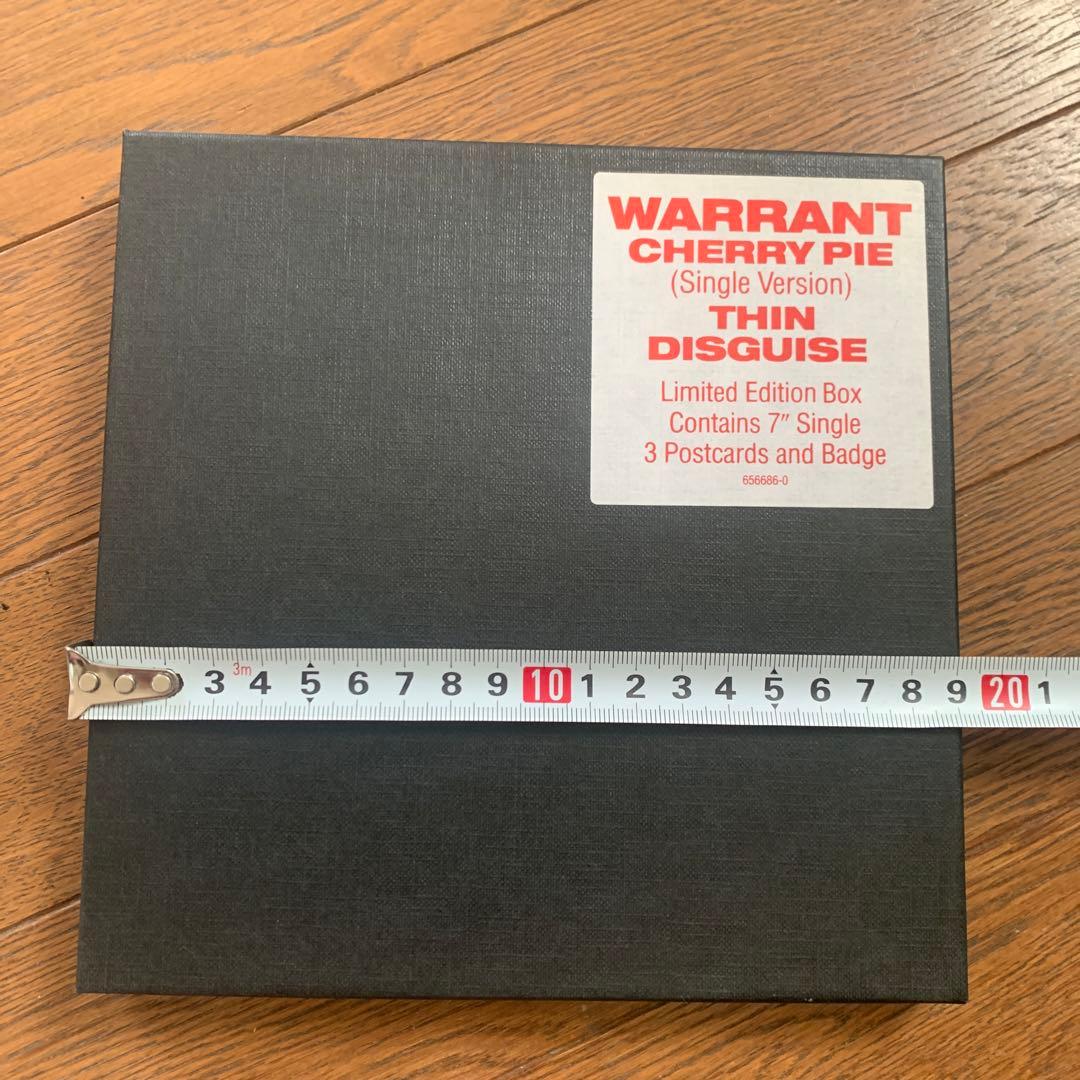 WARRANT
CHERRY PIE
(Single Version)
THIN
DISGUISE
Limited Edition Box
Contains 7" Single
3 Postcards and Badge
656686-0
3m
3 4 5 6 7 8 9 10 1 2 3 4 5 6 7 8 9 20 1